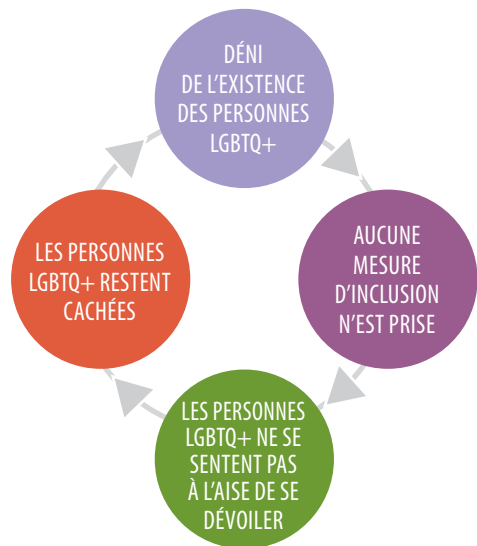 DÉNI
DE L'EXISTENCE
DES PERSONNES
LGBTQ+
AUCUNE
MESURE
D'INCLUSION
N'EST PRISE
LES PERSONNES
LGBTQ+ NE SE
SENTENT PAS
À L'AISE DE SE
DÉVOILER
LES PERSONNES
LGBTQ+ RESTENT
CACHÉES